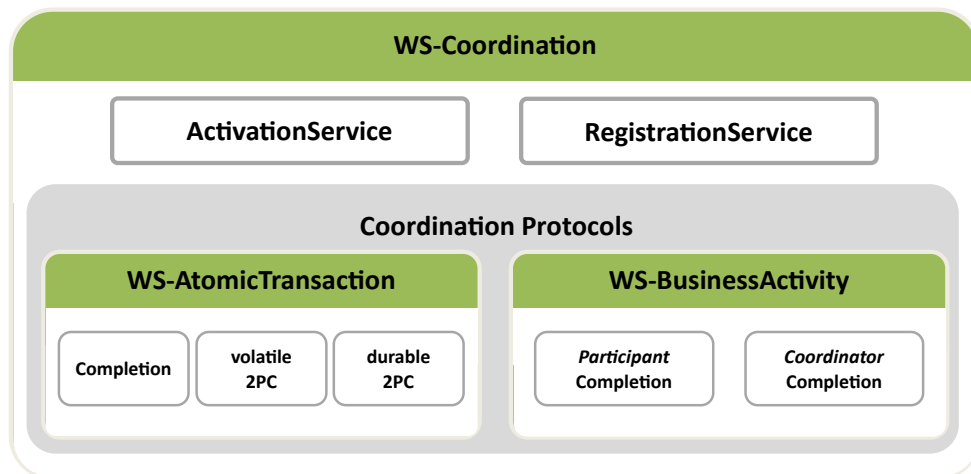 WS-Coordination
ActivationService
RegistrationService
Coordination Protocols
WS-AtomicTransaction
WS-BusinessActivity
Completion
volatile
2PC
durable
2PC
Participant
Completion
Coordinator
Completion